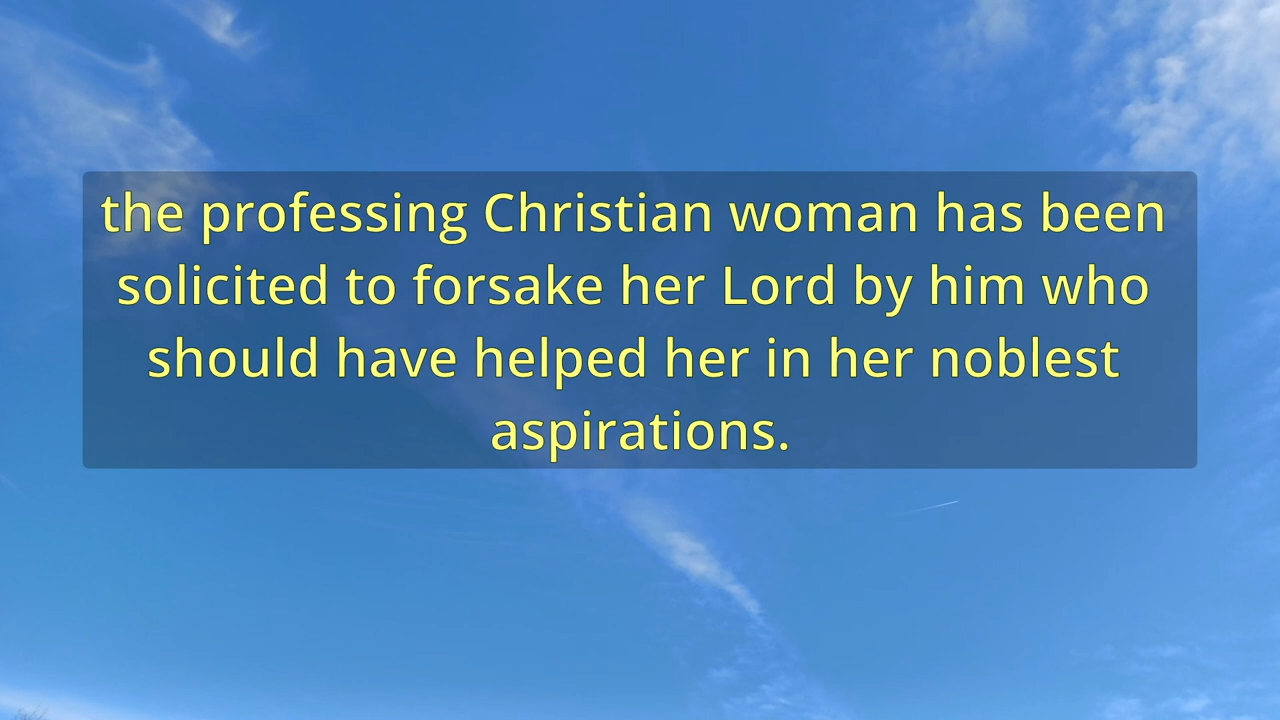 the professing Christian woman has been
solicited to forsake her Lord by him who
should have helped her in her noblest
aspirations.